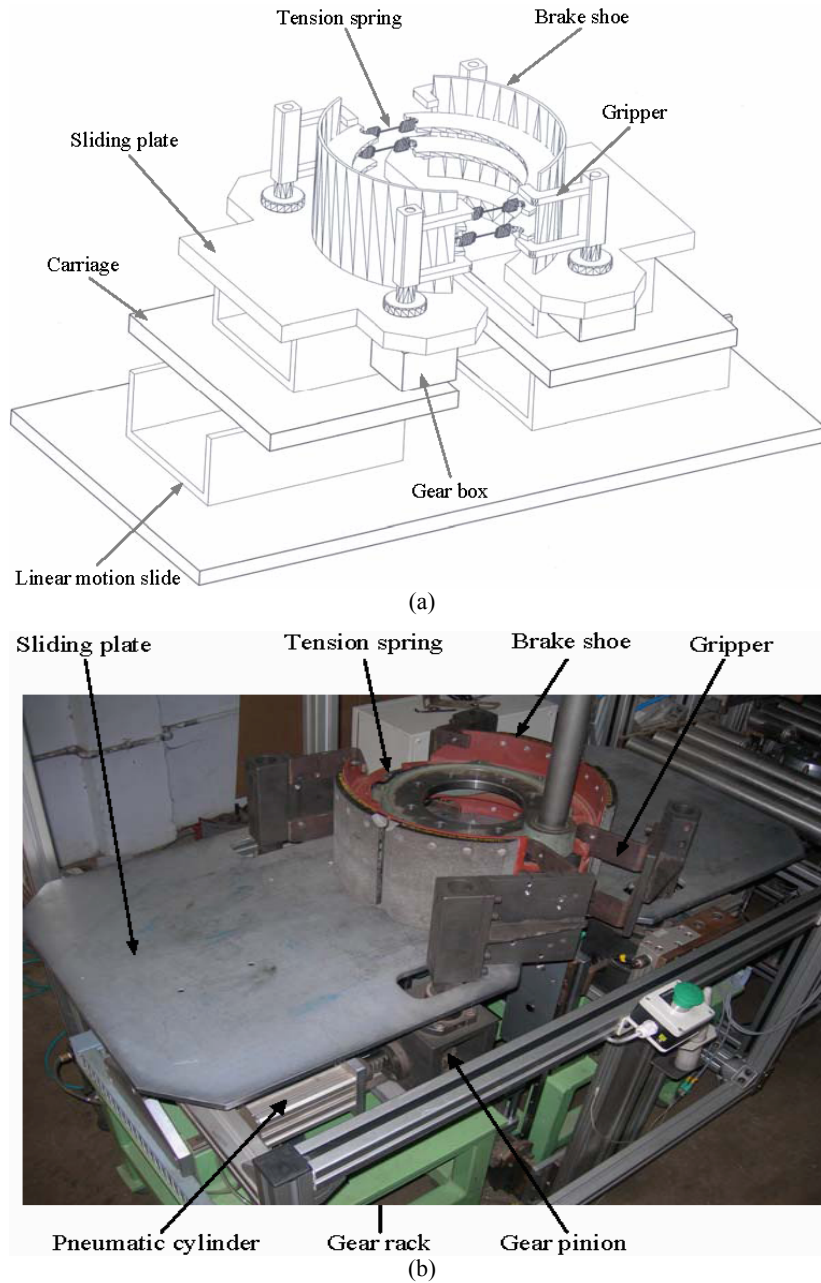 Tension spring
Brake shoe
Gripper
Sliding plate
Carriage
Gear box
Linear motion slide
(a)
Sliding plate
Tension spring
Brake shoe
Gripper
Pneumatic cylinder
Gear rack
Gear pinion
(b)